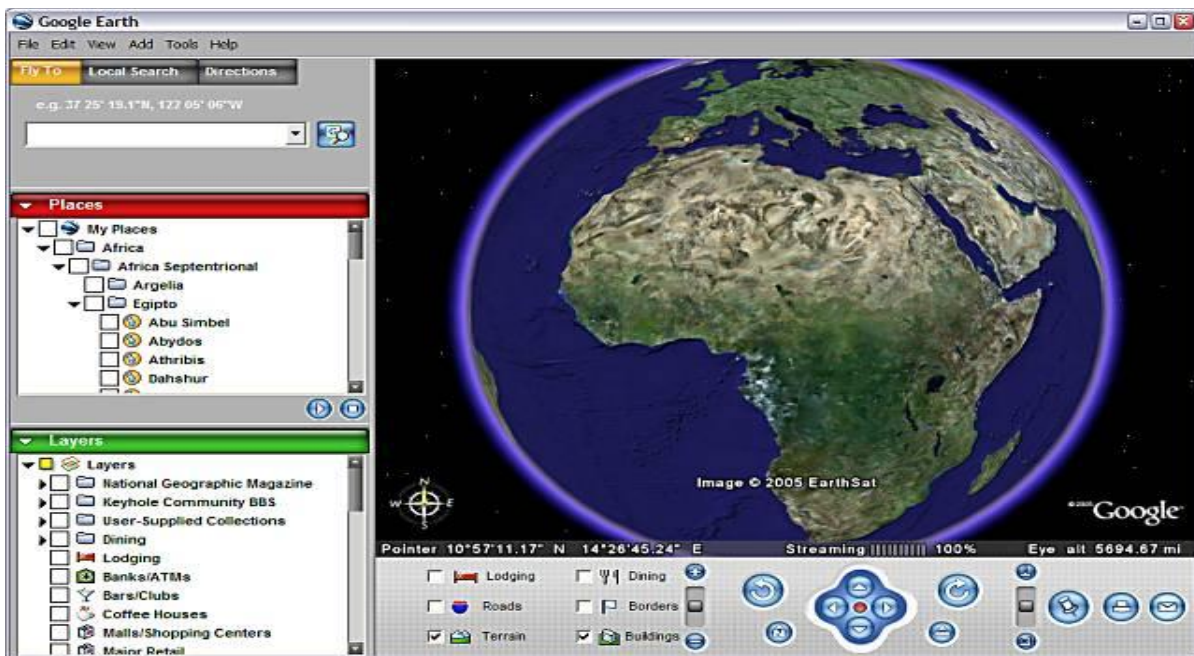 Google Earth
File Edit View Add Tools Help
Fly To Local Search Directions
e.g. 37 25' 19.1"N, 122 05' 06"W
Places
My Places
Africa
Africa Septentrional
Argelia
Egipto
Abu Simbel
Abydos
Athribis
Dahshur
Layers
Layers
National Geographic Magazine
Keyhole Community BBS
User-Supplied Collections
Dining
Lodging
Banks/ATMs
Bars/Clubs
Coffee Houses
Malls/Shopping Centers
Major Retail
N
W E
S
Image © 2005 EarthSat
©2005 Google
Pointer 10°57'11.17" N 14°26'45.24" E Streaming |||||||||| 100% Eye alt 5694.67 mi
Lodging Dining
Roads Borders
Terrain Buildings